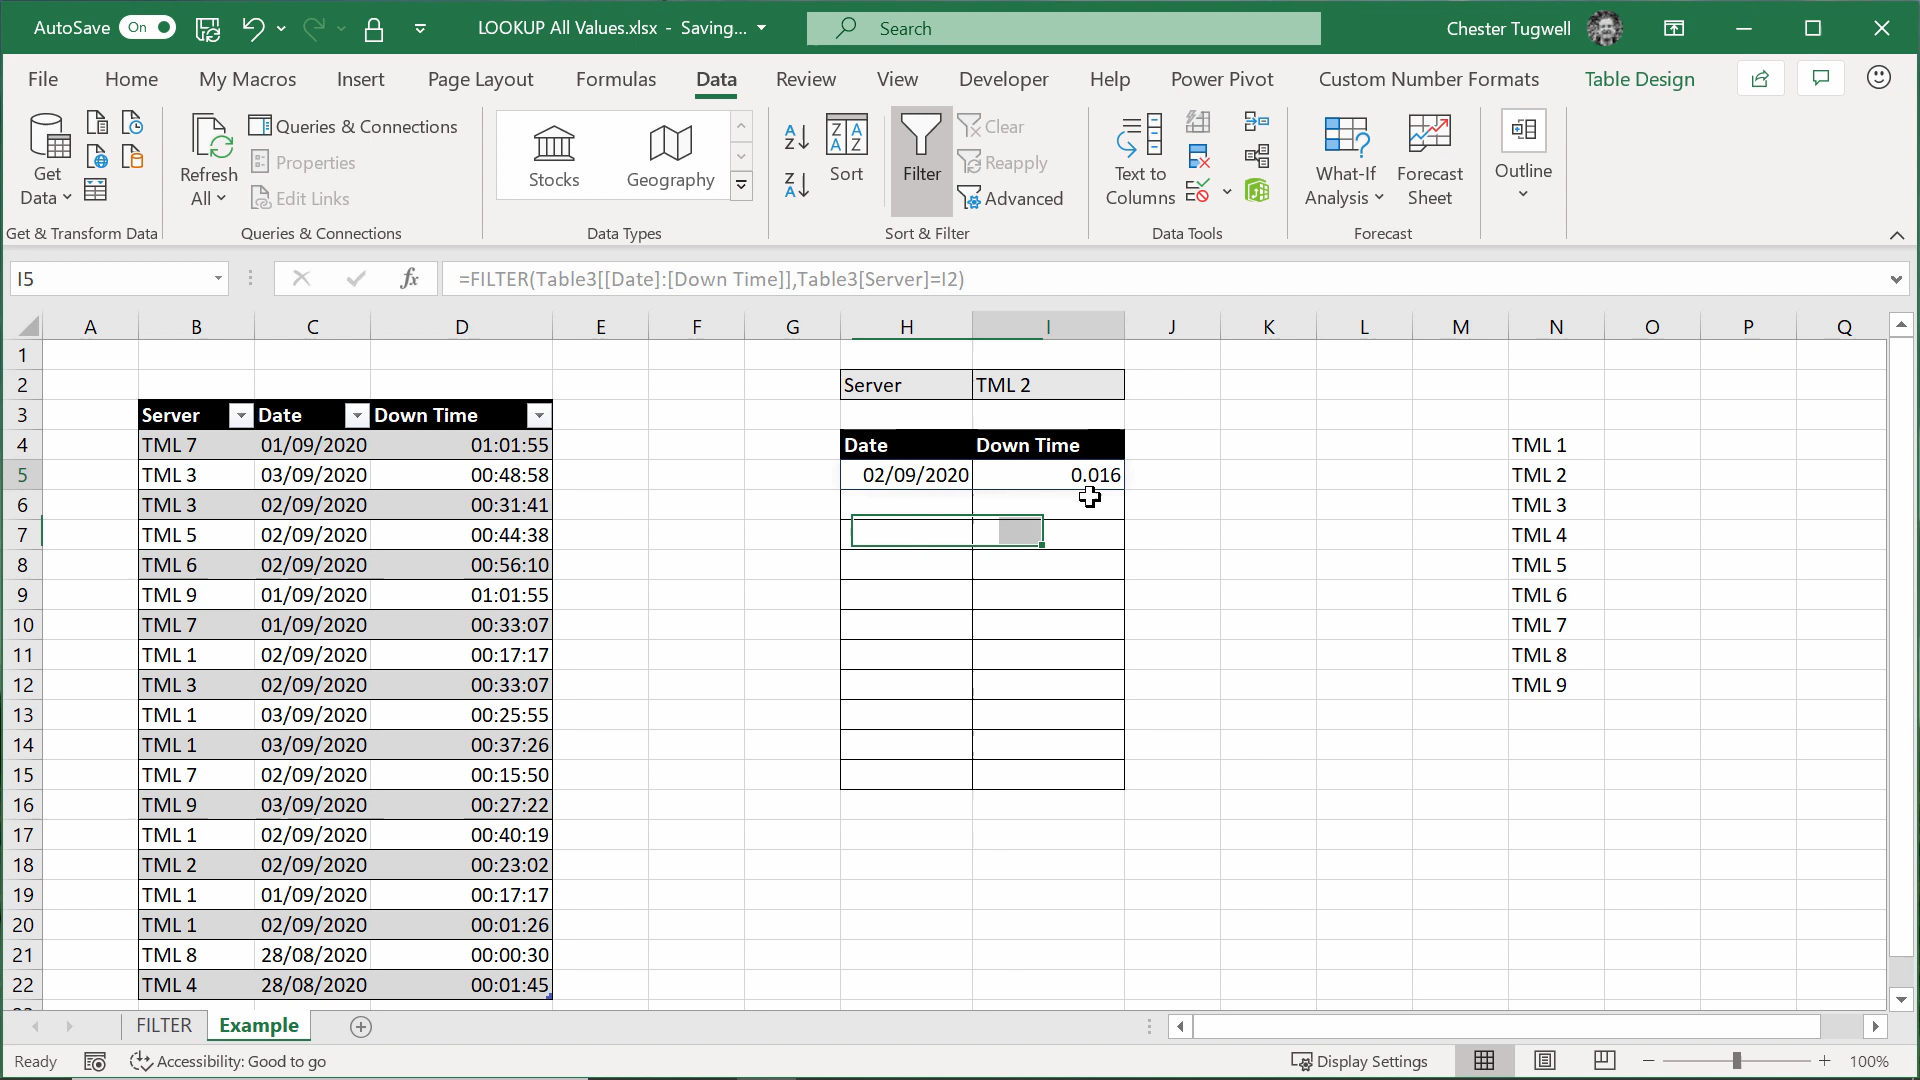 AutoSave On LOOKUP All Values.xlsx - Saving... Search Chester Tugwell
File Home My Macros Insert Page Layout Formulas Data Review View Developer Help Power Pivot Custom Number Formats Table Design
Get Data
Queries & Connections
Properties
Edit Links
Refresh All
Stocks
Geography
Sort
Filter
Clear
Reapply
Advanced
Text to Columns
What-If Analysis
Forecast Sheet
Outline
Get & Transform Data Queries & Connections Data Types Sort & Filter Data Tools Forecast
I5 fx =FILTER(Table3[[Date]:[Down Time]],Table3[Server]=I2)
A B C D E F G H I J K L M N O P Q
1
2 Server TML 2
3 Server Date Down Time
4 TML 7 01/09/2020 01:01:55 Date Down Time TML 1
5 TML 3 03/09/2020 00:48:58 02/09/2020 0.016 TML 2
6 TML 3 02/09/2020 00:31:41 TML 3
7 TML 5 02/09/2020 00:44:38 TML 4
8 TML 6 02/09/2020 00:56:10 TML 5
9 TML 9 01/09/2020 01:01:55 TML 6
10 TML 7 01/09/2020 00:33:07 TML 7
11 TML 1 02/09/2020 00:17:17 TML 8
12 TML 3 02/09/2020 00:33:07 TML 9
13 TML 1 03/09/2020 00:25:55
14 TML 1 03/09/2020 00:37:26
15 TML 7 02/09/2020 00:15:50
16 TML 9 03/09/2020 00:27:22
17 TML 1 02/09/2020 00:40:19
18 TML 2 02/09/2020 00:23:02
19 TML 1 01/09/2020 00:17:17
20 TML 1 02/09/2020 00:01:26
21 TML 8 28/08/2020 00:00:30
22 TML 4 28/08/2020 00:01:45
FILTER Example
Ready Accessibility: Good to go Display Settings 100%